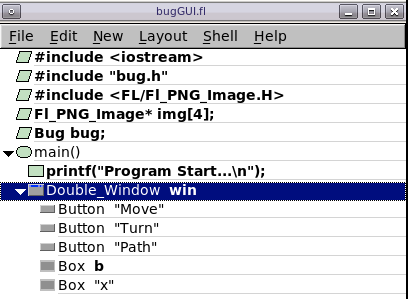 bugGUI.fl
File Edit New Layout Shell Help
#include <iostream>
#include "bug.h"
#include <FL/Fl_PNG_Image.H>
Fl_PNG_Image* img[4];
Bug bug;
main()
printf("Program Start...\n");
Double_Window win
Button "Move"
Button "Turn"
Button "Path"
Box b
Box "x"